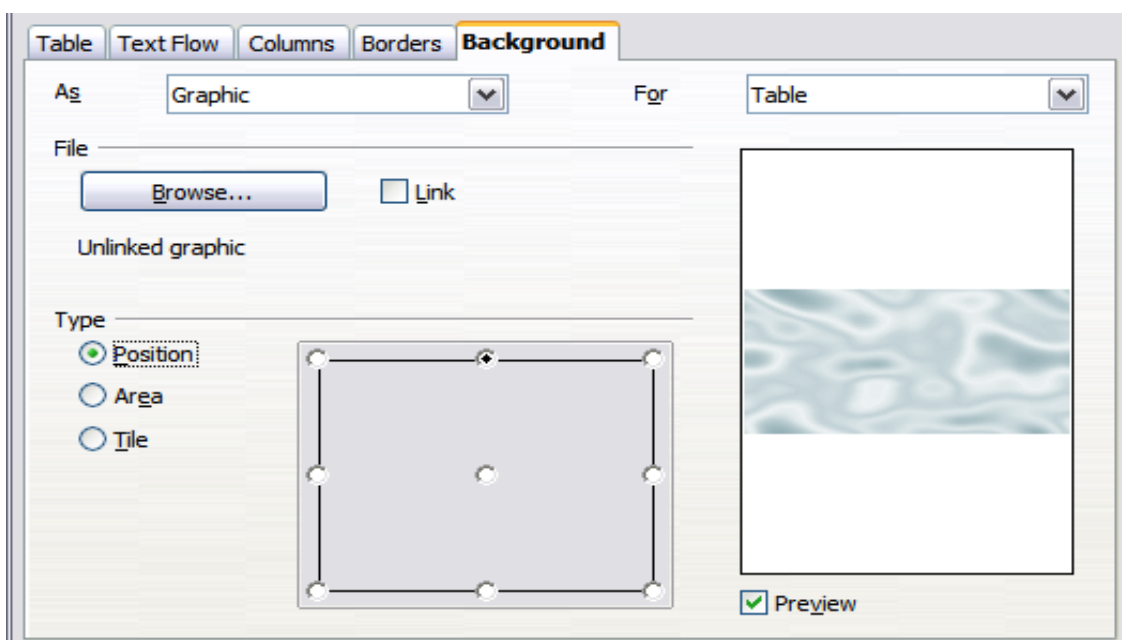 Table Text Flow Columns Borders Background
As Graphic For Table
File
Browse... Link
Unlinked graphic
Type
Position
Area
Tile
Preview